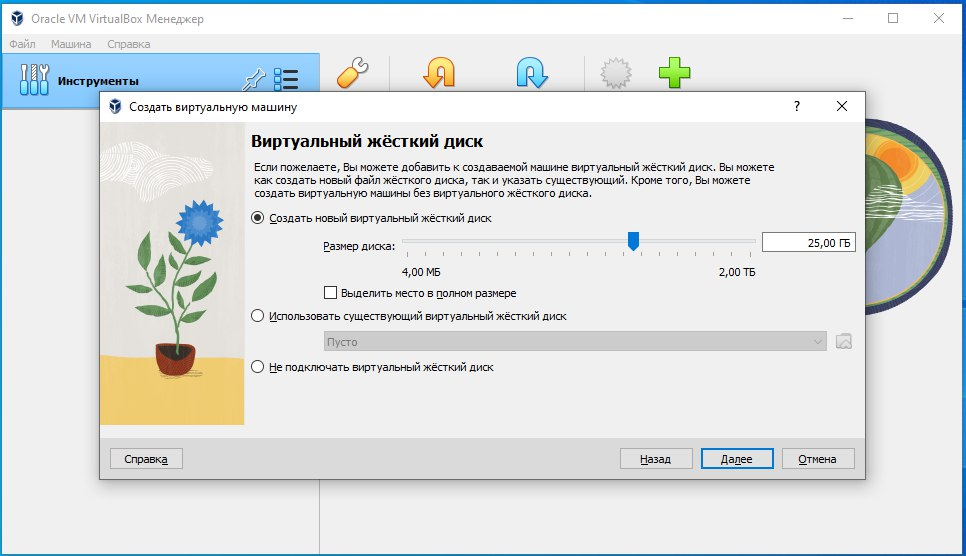 Oracle VM VirtualBox Менеджер
Файл Машина Справка
Инструменты
Создать виртуальную машину
?
Виртуальный жёсткий диск
Если пожелаете, Вы можете добавить к создаваемой машине виртуальный жёсткий диск. Вы можете
как создать новый файл жёсткого диска, так и указать существующий. Кроме того, Вы можете
создать виртуальную машины без виртуального жёсткого диска.
Создать новый виртуальный жёсткий диск
Размер диска: 25,00 ГБ
4,00 МБ 2,00 ТБ
Выделить место в полном размере
Использовать существующий виртуальный жёсткий диск
Пусто
Не подключать виртуальный жёсткий диск
Справка Назад Далее Отмена